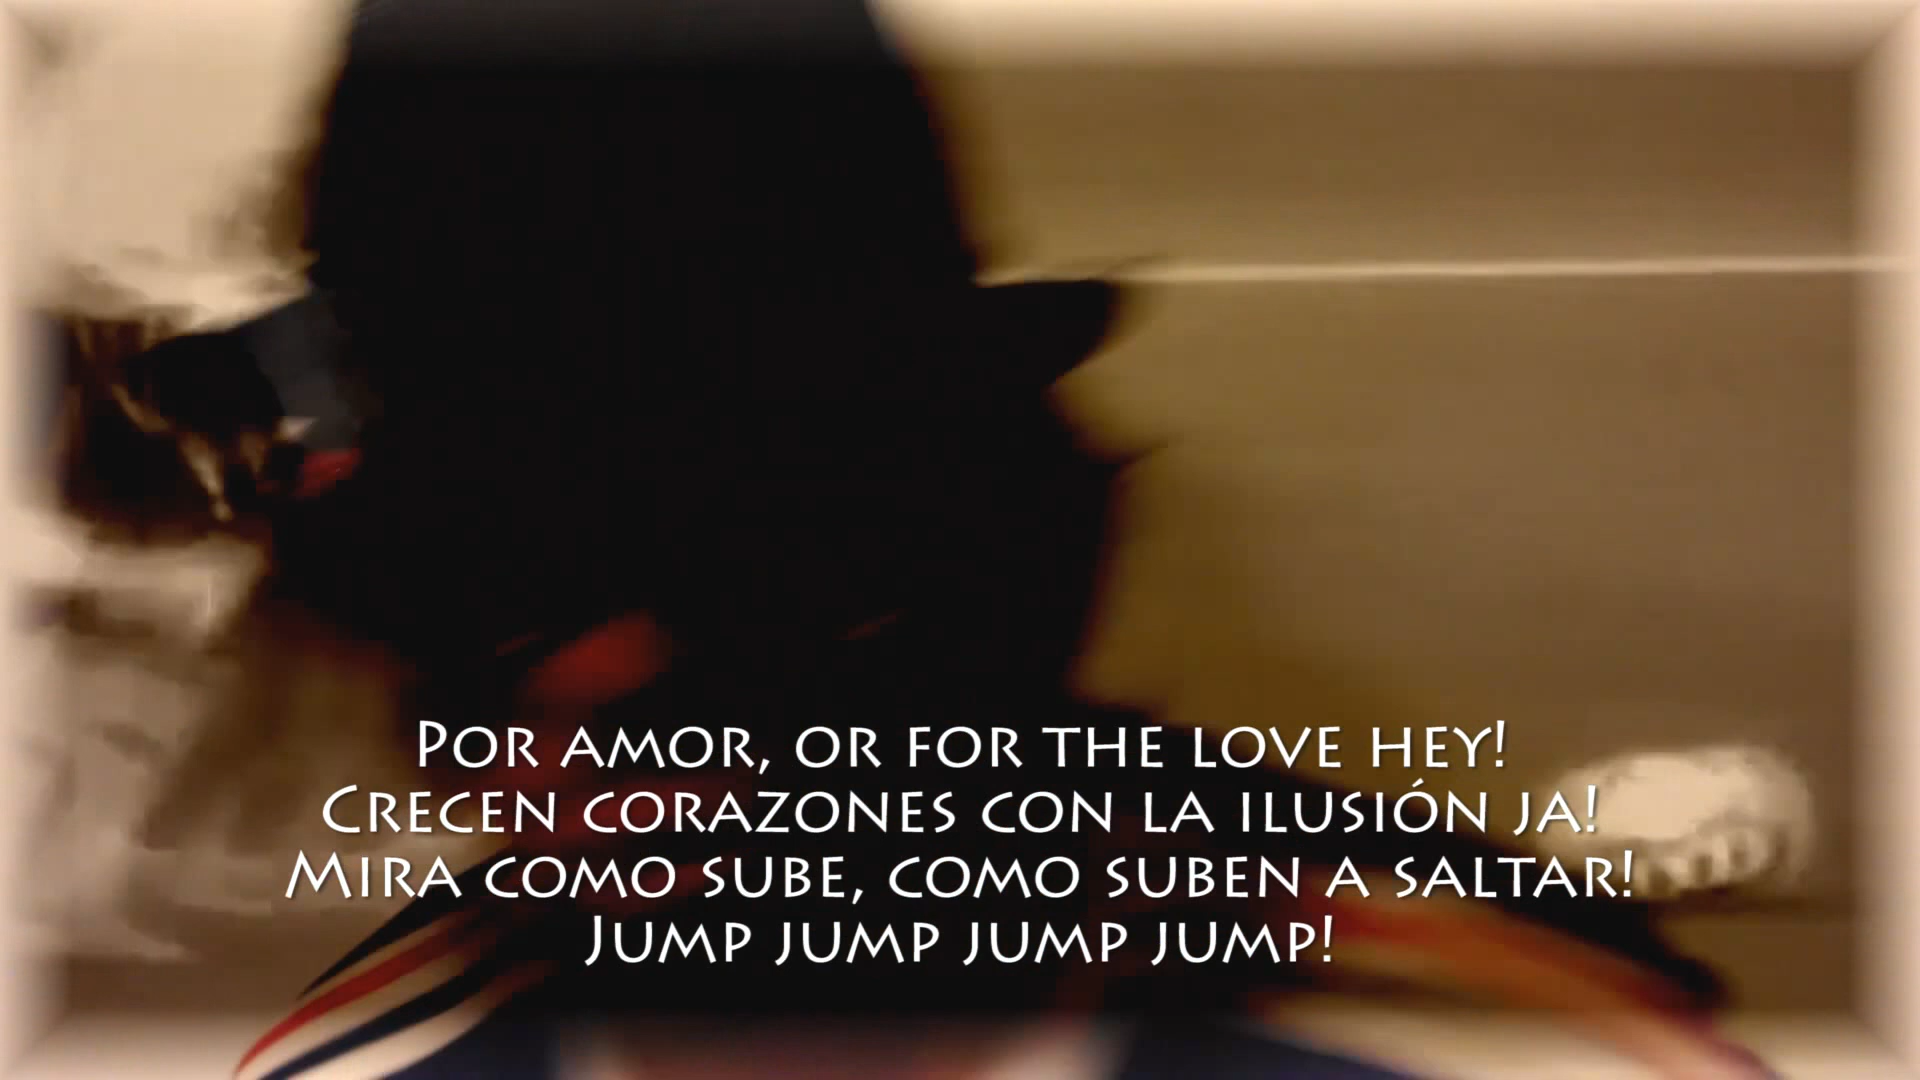 Por amor, or for the love hey!
Crecen corazones con la ilusión ja!
Mira como sube, como suben a saltar!
Jump jump jump jump!